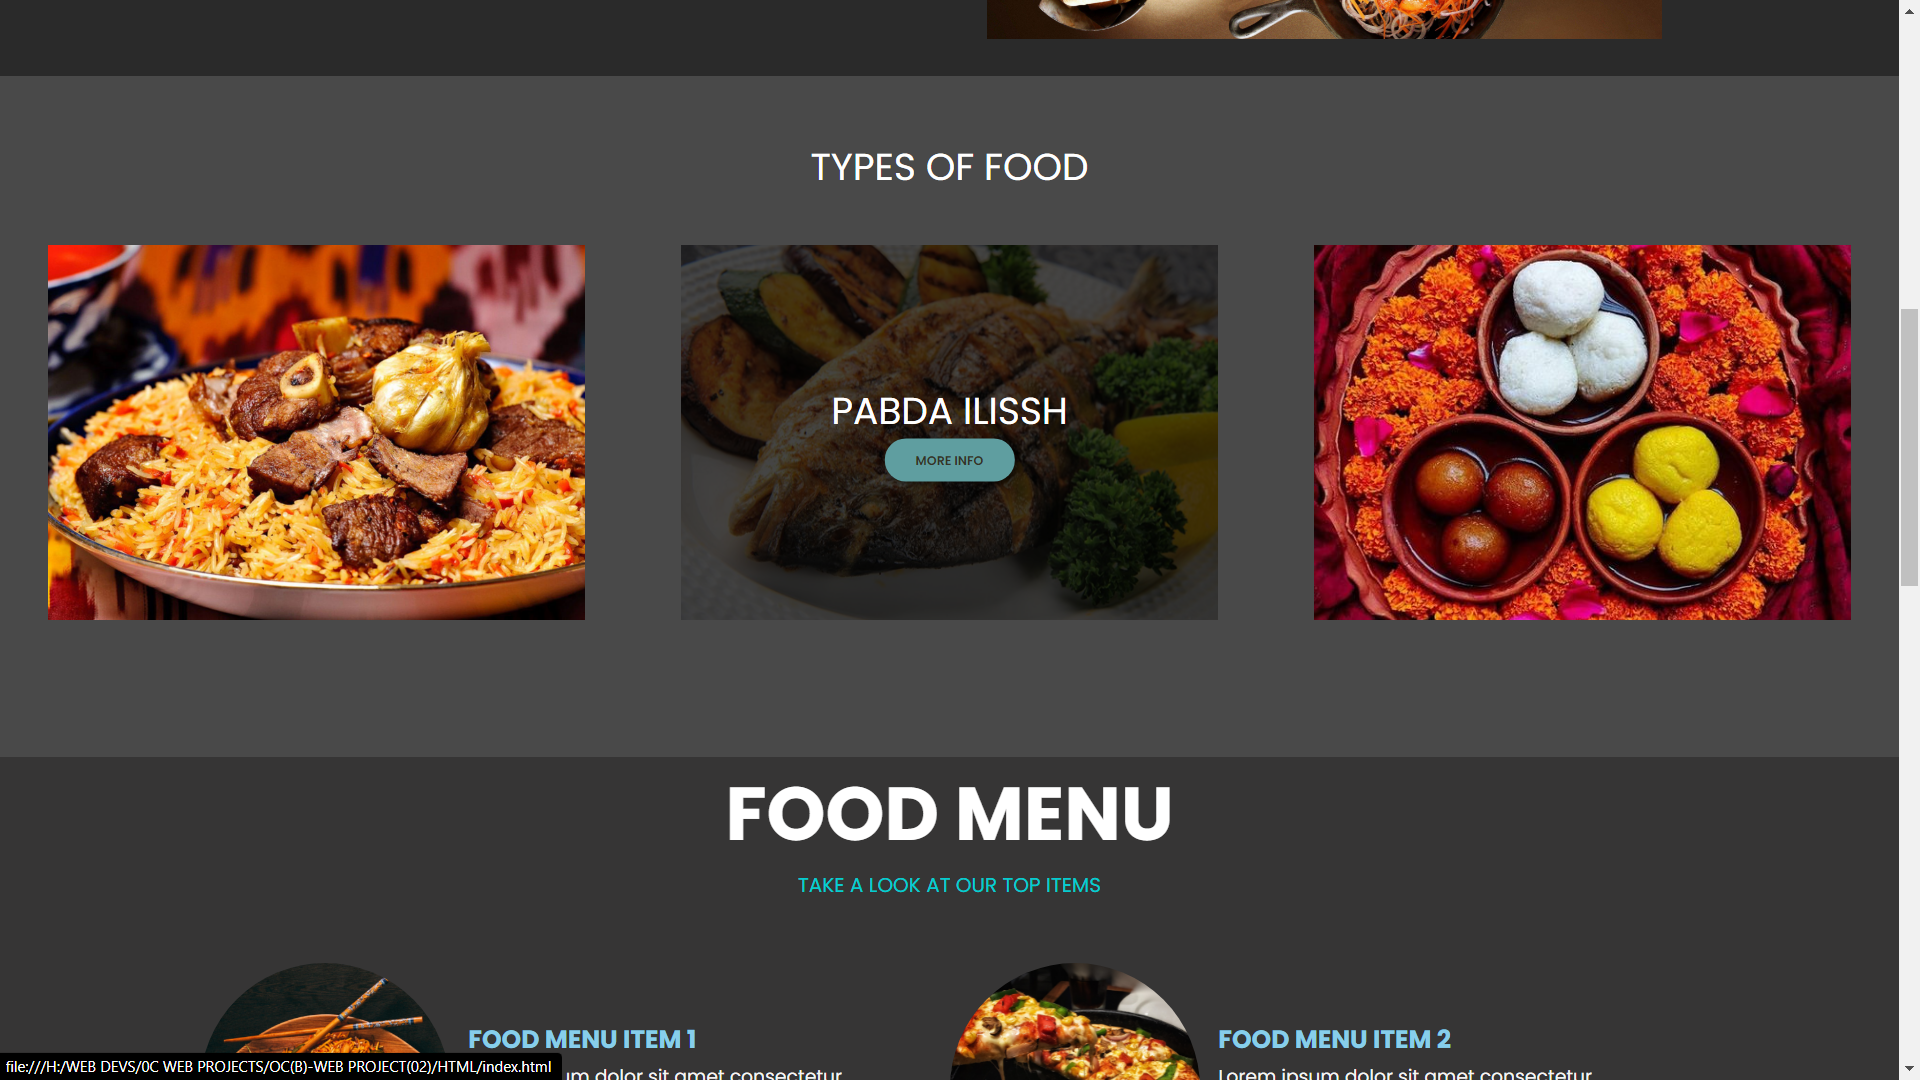 TYPES OF FOOD
PABDA ILISSH
MORE INFO
FOOD MENU
TAKE A LOOK AT OUR TOP ITEMS
FOOD MENU ITEM 1
FOOD MENU ITEM 2
dolor sit amet consectetur
Lorem ipsum dolor sit amet consectetur
file:///H:/WEB DEVS/0C WEB PROJECTS/OC(B)-WEB PROJECT(02)/HTML/index.html